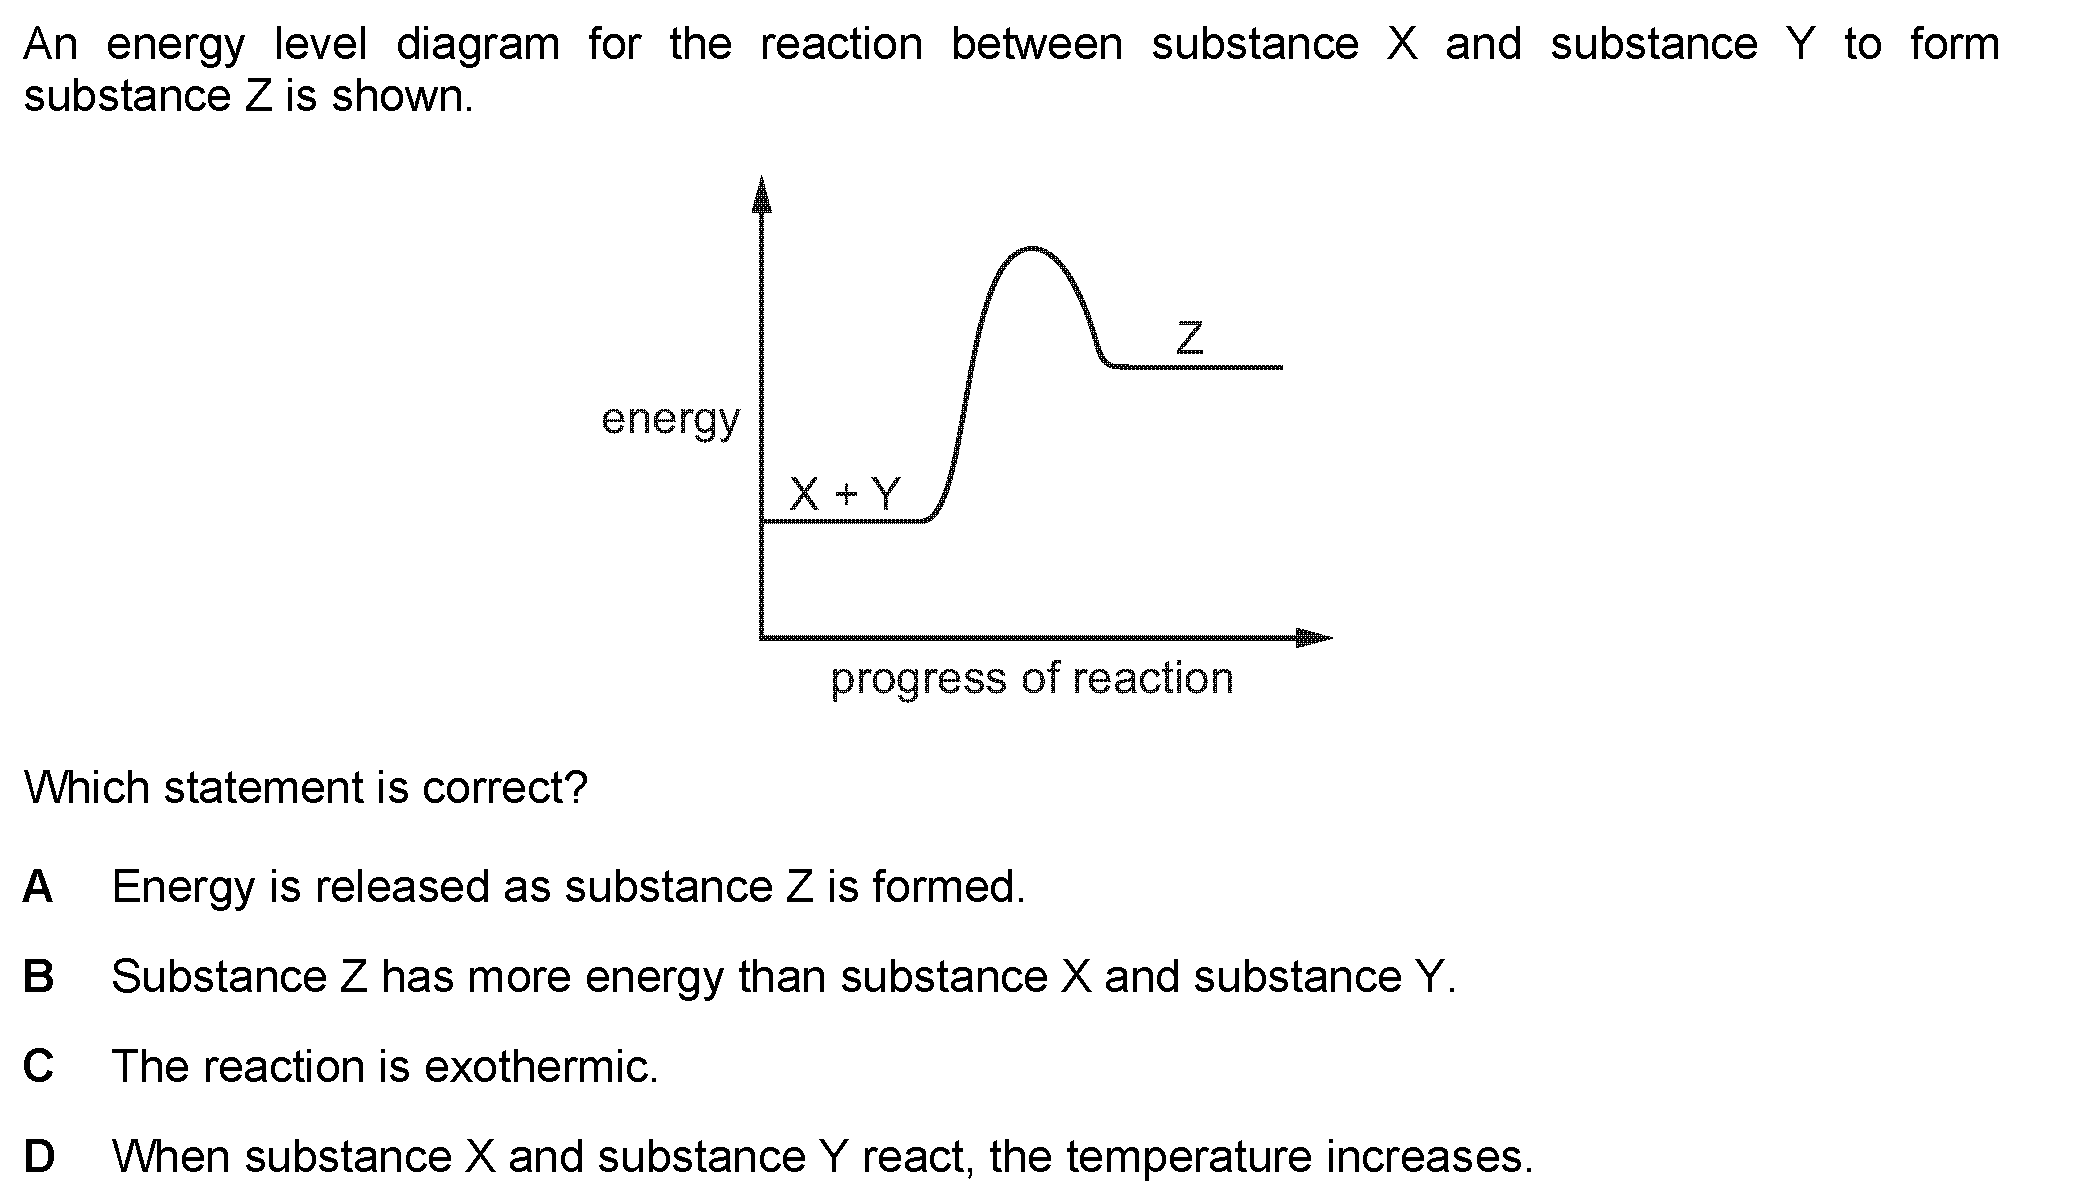 An energy level diagram for the reaction between substance X and substance Y to form
substance Z is shown.
Z
energy
X + Y
progress of reaction
Which statement is correct?
A Energy is released as substance Z is formed.
B Substance Z has more energy than substance X and substance Y.
C The reaction is exothermic.
D When substance X and substance Y react, the temperature increases.